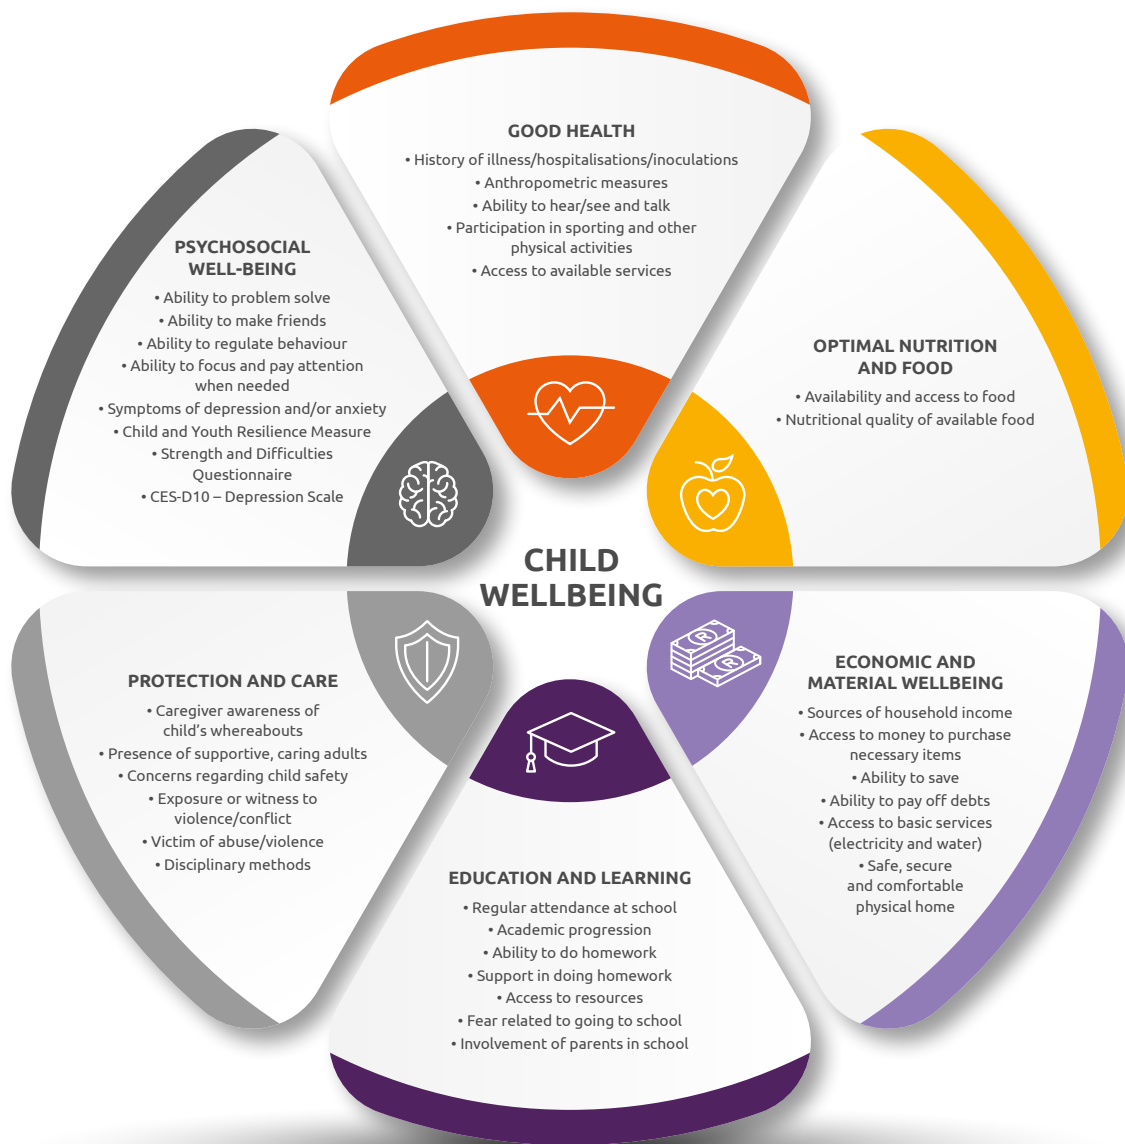 GOOD HEALTH
• History of illness/hospitalisations/inoculations
• Anthropometric measures
• Ability to hear/see and talk
• Participation in sporting and other
physical activities
• Access to available services
PSYCHOSOCIAL
WELL-BEING
• Ability to problem solve
• Ability to make friends
• Ability to regulate behaviour
• Ability to focus and pay attention
when needed
• Symptoms of depression and/or anxiety
• Child and Youth Resilience Measure
• Strength and Difficulties
Questionnaire
• CES-D10 – Depression Scale
OPTIMAL NUTRITION
AND FOOD
• Availability and access to food
• Nutritional quality of available food
CHILD
WELLBEING
PROTECTION AND CARE
• Caregiver awareness of
child’s whereabouts
• Presence of supportive, caring adults
• Concerns regarding child safety
• Exposure or witness to
violence/conflict
• Victim of abuse/violence
• Disciplinary methods
R
R
ECONOMIC AND
MATERIAL WELLBEING
• Sources of household income
• Access to money to purchase
necessary items
• Ability to save
• Ability to pay off debts
• Access to basic services
(electricity and water)
• Safe, secure
and comfortable
physical home
EDUCATION AND LEARNING
• Regular attendance at school
• Academic progression
• Ability to do homework
• Support in doing homework
• Access to resources
• Fear related to going to school
• Involvement of parents in school